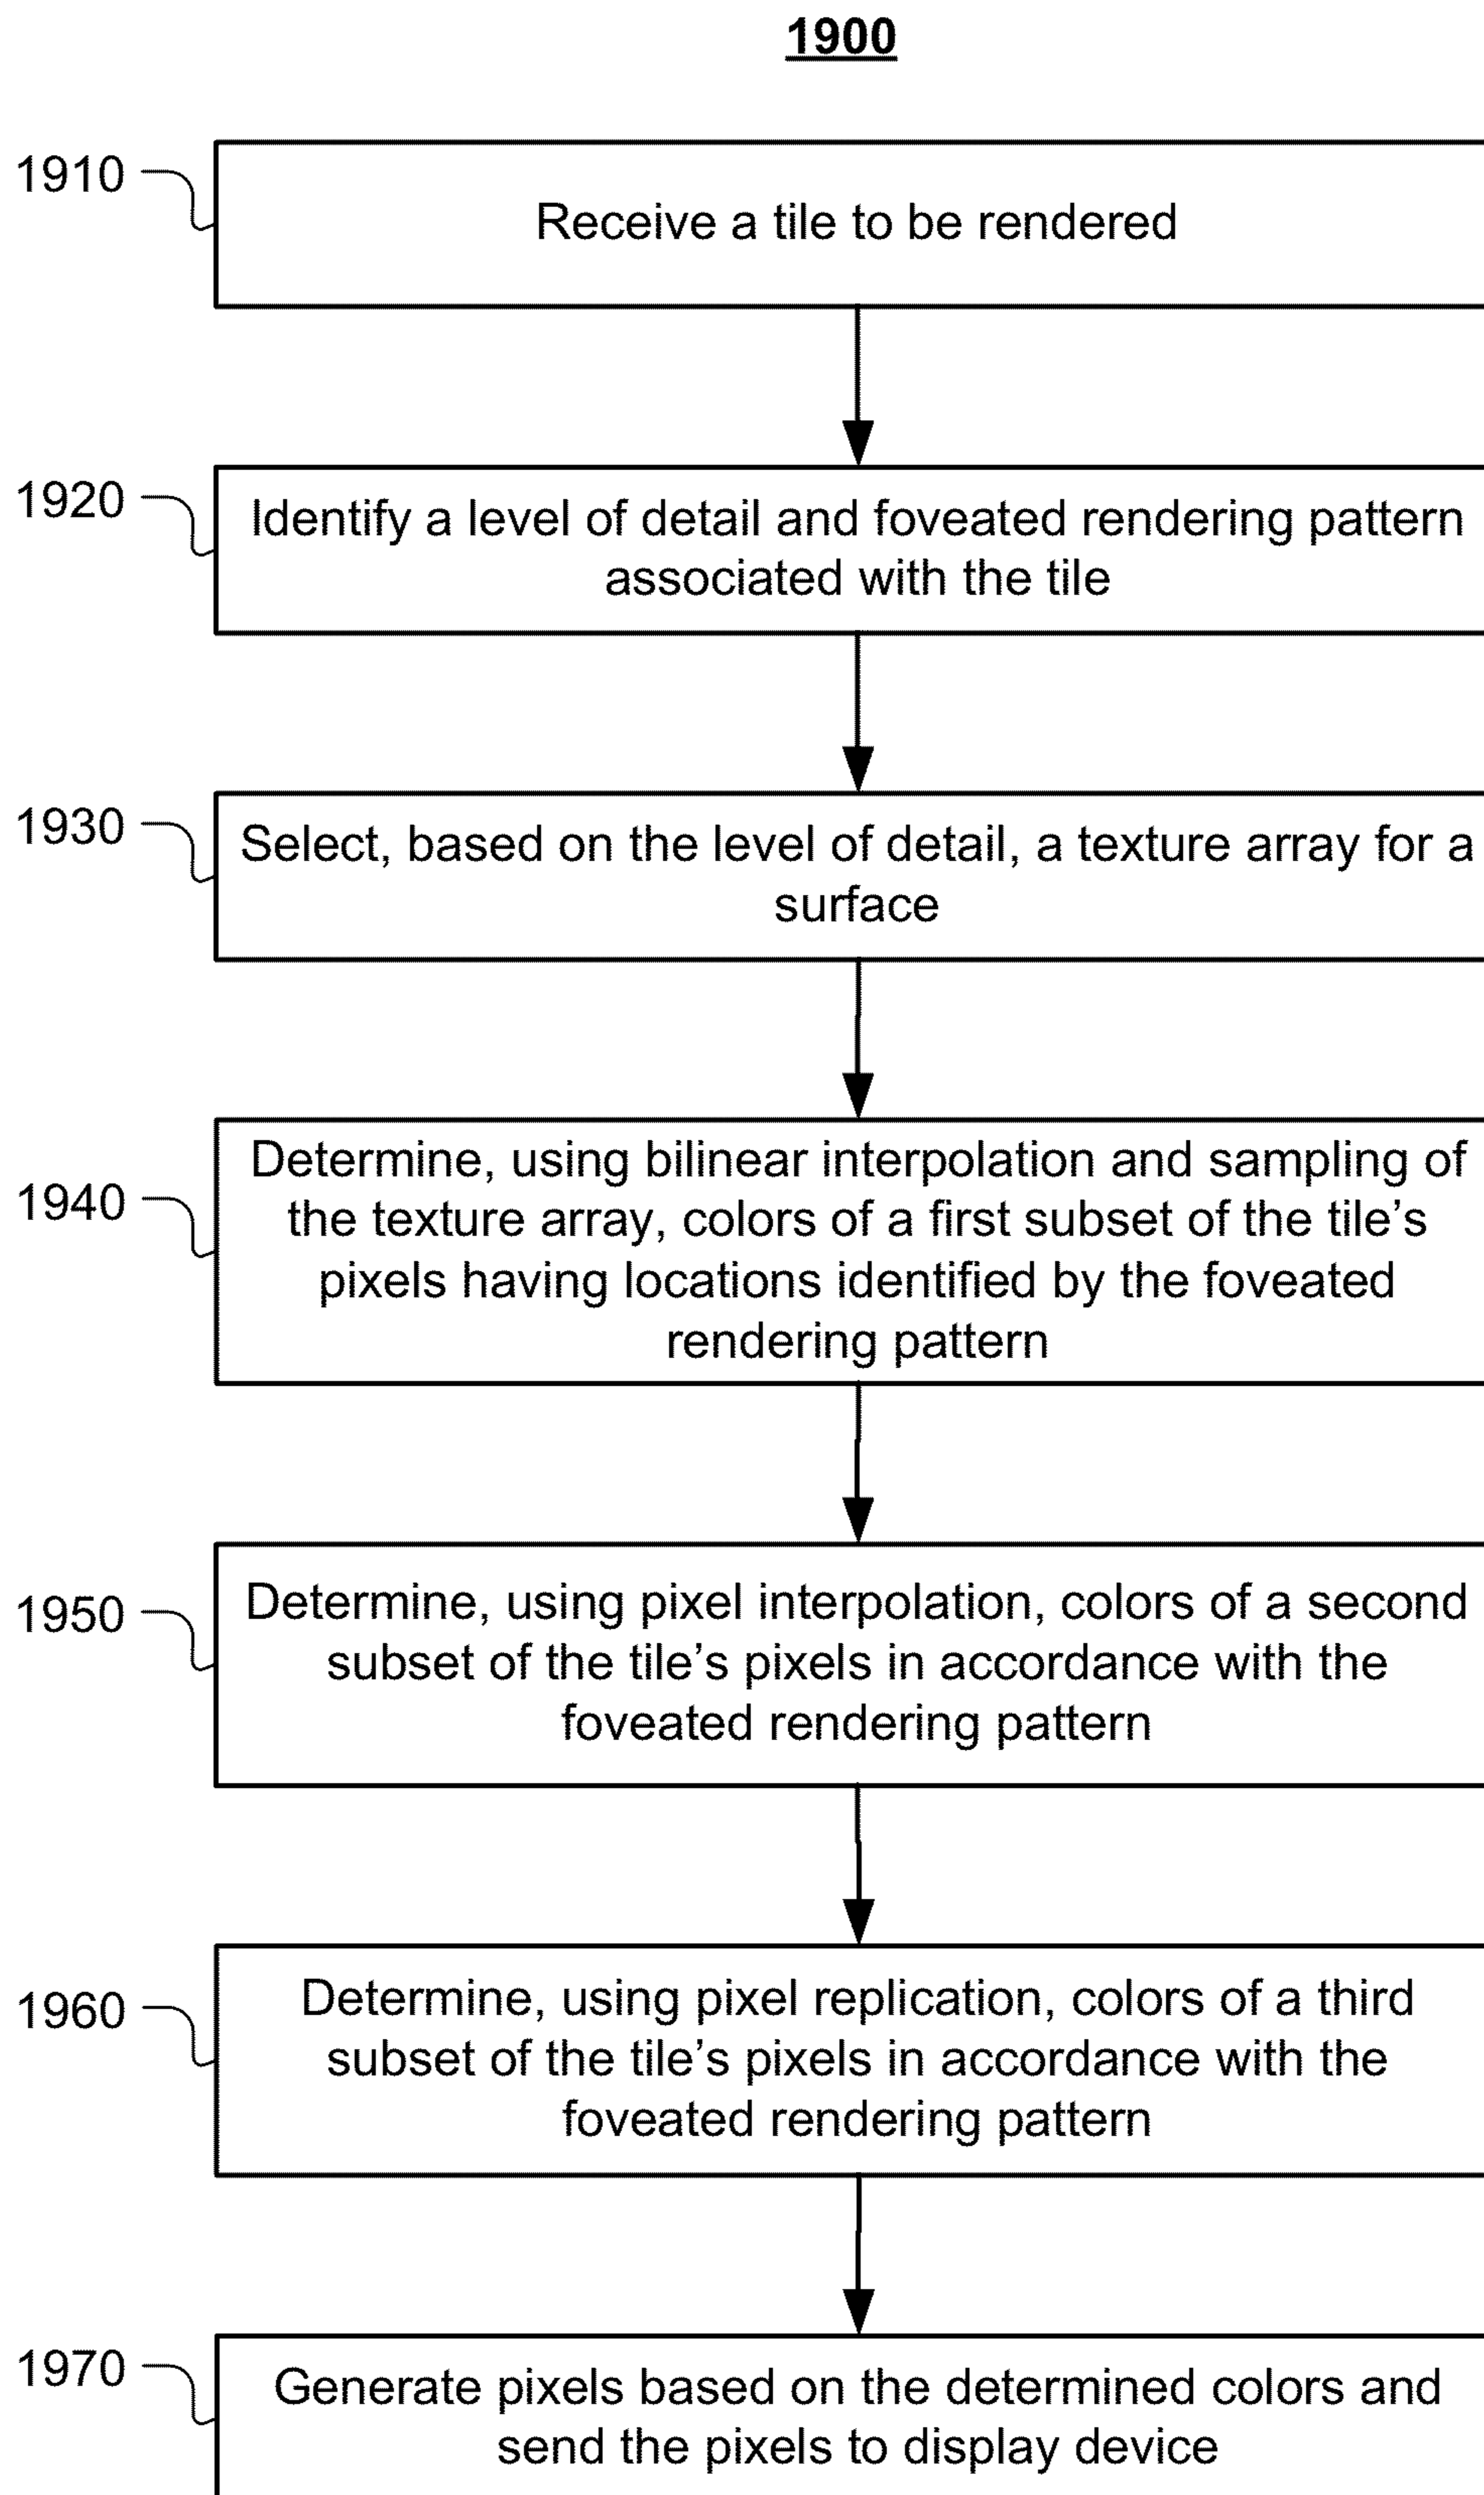 1900
1910
Receive a tile to be rendered
1920
Identify a level of detail and foveated rendering pattern
associated with the tile
1930
Select, based on the level of detail, a texture array for a
surface
1940
Determine, using bilinear interpolation and sampling of
the texture array, colors of a first subset of the tile’s
pixels having locations identified by the foveated
rendering pattern
1950
Determine, using pixel interpolation, colors of a second
subset of the tile’s pixels in accordance with the
foveated rendering pattern
1960
Determine, using pixel replication, colors of a third
subset of the tile’s pixels in accordance with the
foveated rendering pattern
1970
Generate pixels based on the determined colors and
send the pixels to display device